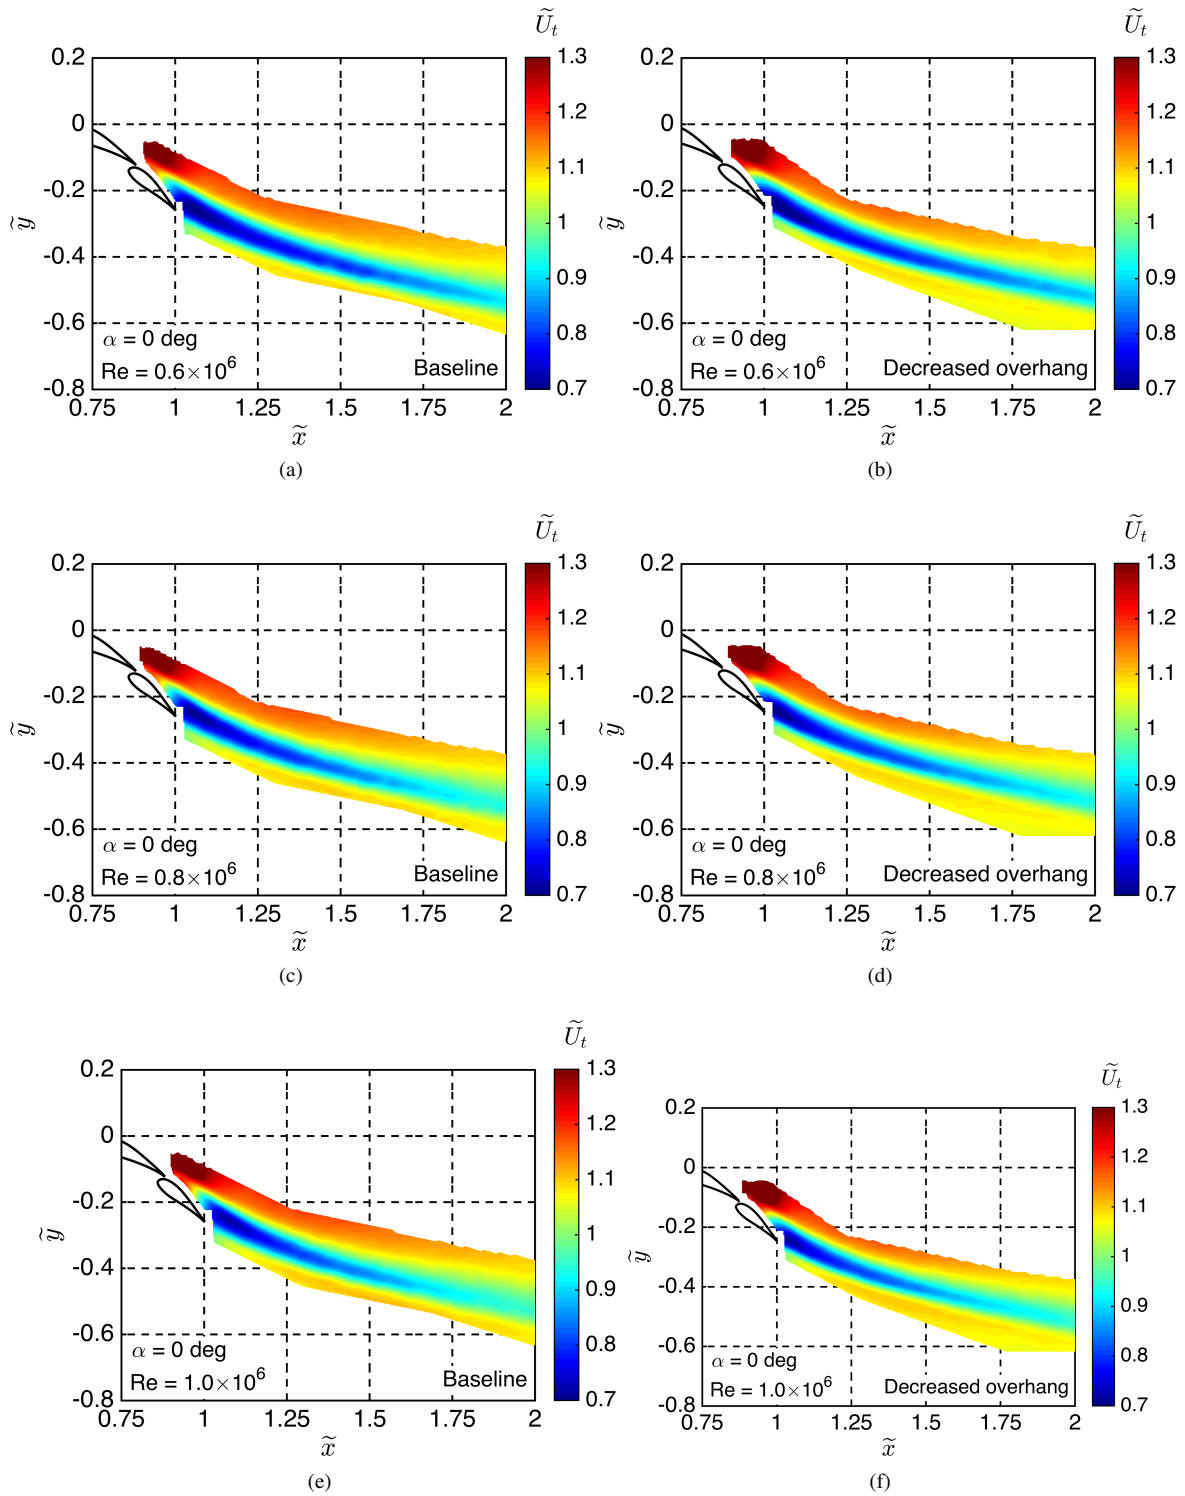 Ũₜ
0.2
0
-0.2
-0.4
-0.6
-0.8
ỹ
α = 0 deg
Re = 0.6×10⁶
Baseline
0.75 1 1.25 1.5 1.75 2
x̃
1.3
1.2
1.1
1
0.9
0.8
0.7
(a)
Ũₜ
0.2
0
-0.2
-0.4
-0.6
-0.8
ỹ
α = 0 deg
Re = 0.6×10⁶
Decreased overhang
0.75 1 1.25 1.5 1.75 2
x̃
1.3
1.2
1.1
1
0.9
0.8
0.7
(b)
Ũₜ
0.2
0
-0.2
-0.4
-0.6
-0.8
ỹ
α = 0 deg
Re = 0.8×10⁶
Baseline
0.75 1 1.25 1.5 1.75 2
x̃
1.3
1.2
1.1
1
0.9
0.8
0.7
(c)
Ũₜ
0.2
0
-0.2
-0.4
-0.6
-0.8
ỹ
α = 0 deg
Re = 0.8×10⁶
Decreased overhang
0.75 1 1.25 1.5 1.75 2
x̃
1.3
1.2
1.1
1
0.9
0.8
0.7
(d)
Ũₜ
0.2
0
-0.2
-0.4
-0.6
-0.8
ỹ
α = 0 deg
Re = 1.0×10⁶
Baseline
0.75 1 1.25 1.5 1.75 2
x̃
1.3
1.2
1.1
1
0.9
0.8
0.7
(e)
Ũₜ
0.2
0
-0.2
-0.4
-0.6
-0.8
ỹ
α = 0 deg
Re = 1.0×10⁶
Decreased overhang
0.75 1 1.25 1.5 1.75 2
x̃
1.3
1.2
1.1
1
0.9
0.8
0.7
(f)